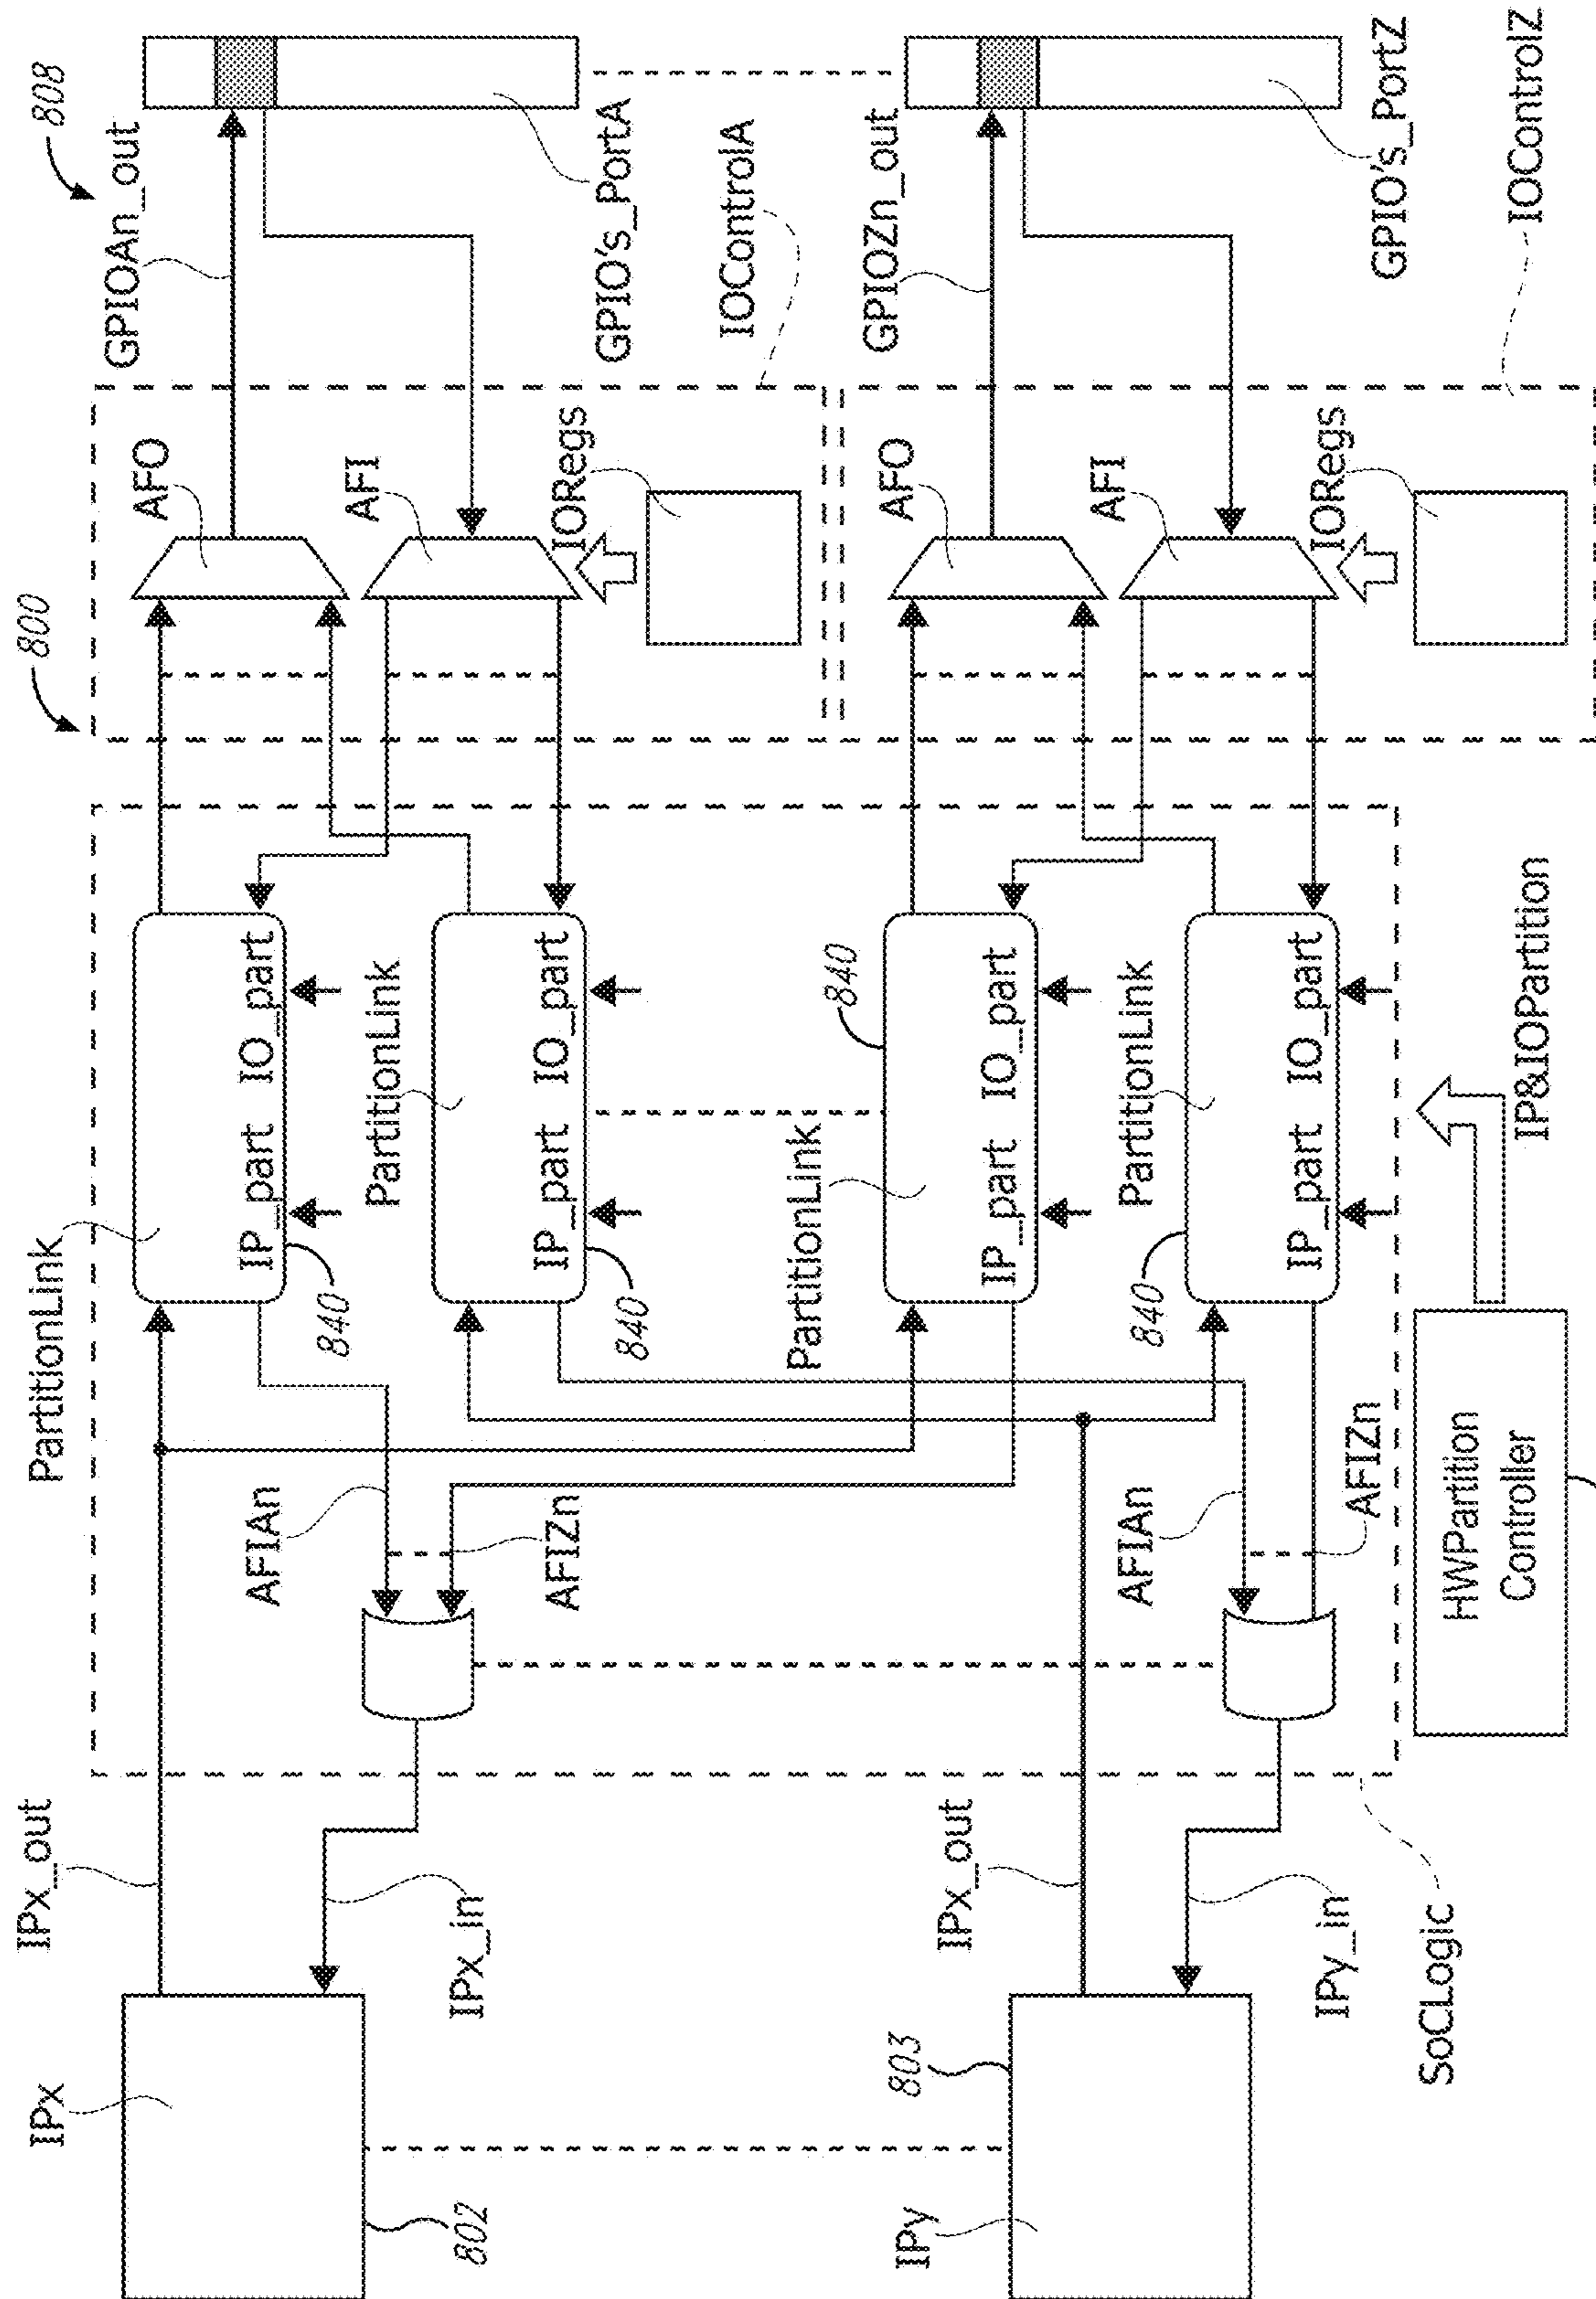 800
808
IPx
IPx_out
PartitionLink
AFO
GPIOAn_out
802
IPx_in
AFIAn
840
IP_part IO_part
AFI
PartitionLink
AFIZn
840
IP_part IO_part
IORegs
GPIO's_PortA
IOControlA
IPy
803
IPx_out
PartitionLink
840
AFO
GPIOZn_out
IP_part IO_part
AFIAn
PartitionLink
AFI
840
IPy_in
AFIZn
IP_part IO_part
IORegs
GPIO's_PortZ
SoCLogic
HWPartition
Controller
IP&IOPartition
IOControlZ